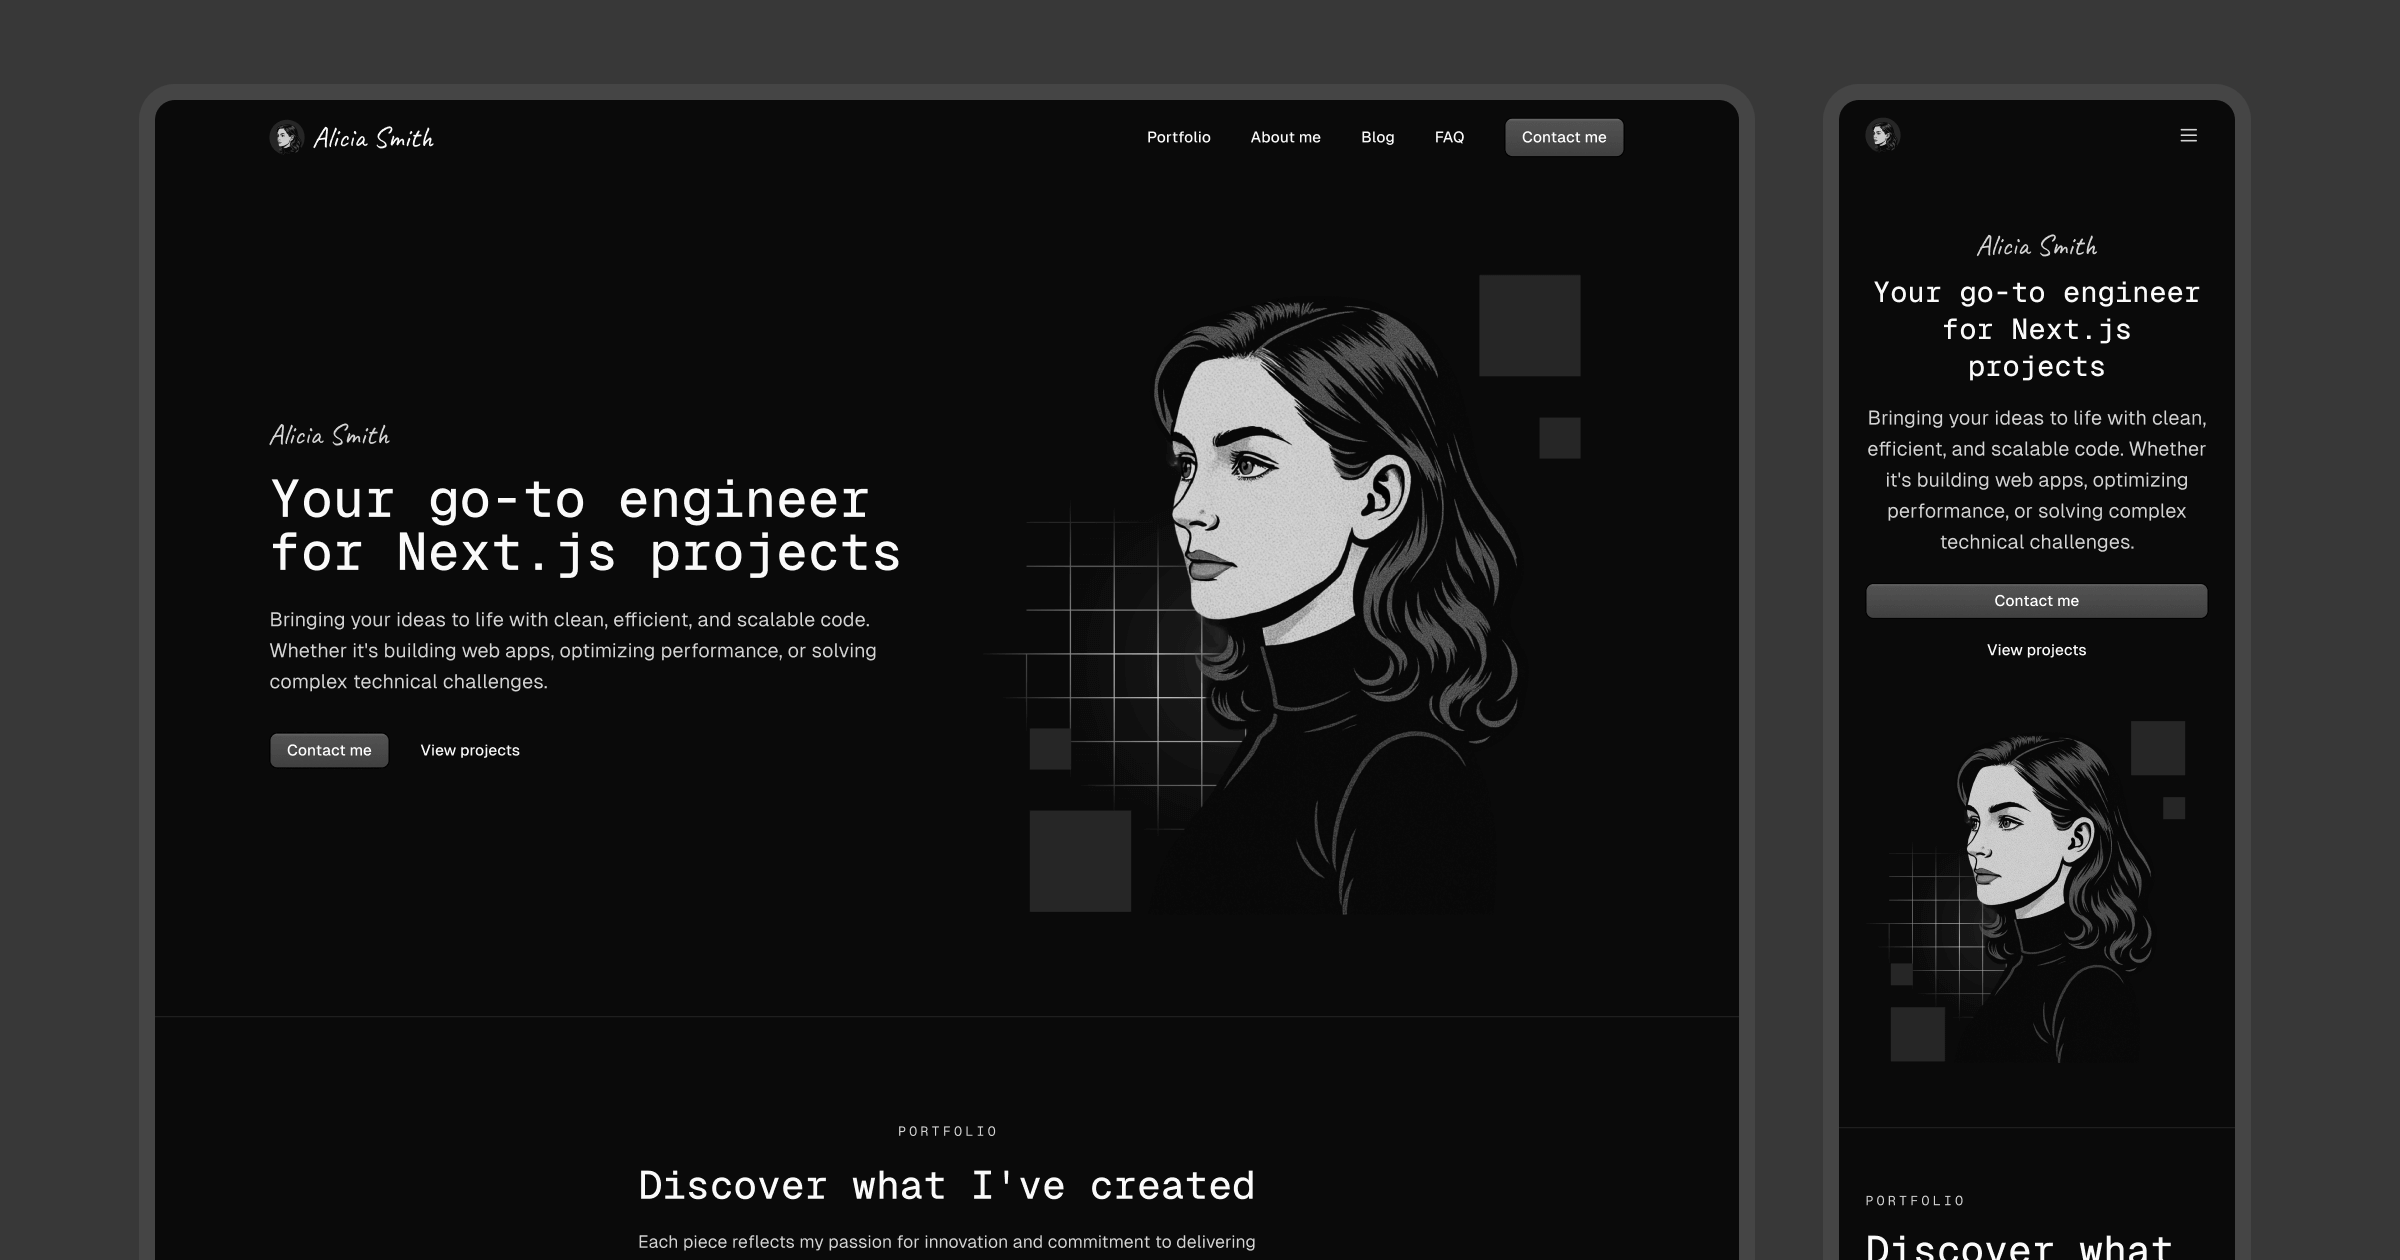 Alicia Smith
Portfolio About me Blog FAQ Contact me
Alicia Smith
Your go-to engineer
for Next.js projects
Bringing your ideas to life with clean, efficient, and scalable code.
Whether it's building web apps, optimizing performance, or solving
complex technical challenges.
Contact me View projects
PORTFOLIO
Discover what I've created
Each piece reflects my passion for innovation and commitment to delivering
Alicia Smith
Your go-to engineer
for Next.js
projects
Bringing your ideas to life with clean,
efficient, and scalable code. Whether
it's building web apps, optimizing
performance, or solving complex
technical challenges.
Contact me
View projects
PORTFOLIO
Discover what